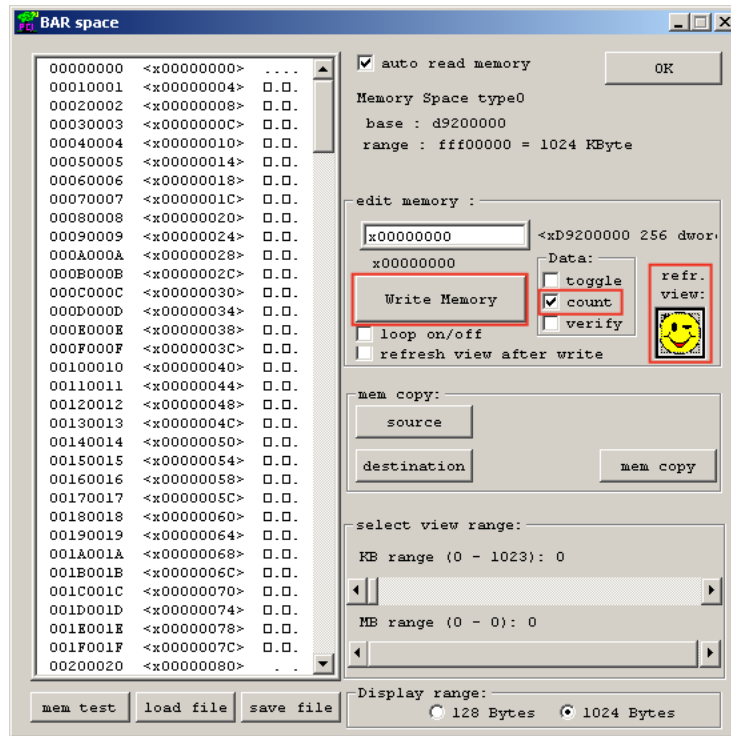 BAR space
00000000 <x00000000> ....
00010001 <x00000004> □.□.
00020002 <x00000008> □.□.
00030003 <x0000000C> □.□.
00040004 <x00000010> □.□.
00050005 <x00000014> □.□.
00060006 <x00000018> □.□.
00070007 <x0000001C> □.□.
00080008 <x00000020> □.□.
00090009 <x00000024> □.□.
000A000A <x00000028> □.□.
000B000B <x0000002C> □.□.
000C000C <x00000030> □.□.
000D000D <x00000034> □.□.
000E000E <x00000038> □.□.
000F000F <x0000003C> □.□.
00100010 <x00000040> □.□.
00110011 <x00000044> □.□.
00120012 <x00000048> □.□.
00130013 <x0000004C> □.□.
00140014 <x00000050> □.□.
00150015 <x00000054> □.□.
00160016 <x00000058> □.□.
00170017 <x0000005C> □.□.
00180018 <x00000060> □.□.
00190019 <x00000064> □.□.
001A001A <x00000068> □.□.
001B001B <x0000006C> □.□.
001C001C <x00000070> □.□.
001D001D <x00000074> □.□.
001E001E <x00000078> □.□.
001F001F <x0000007C> □.□.
00200020 <x00000080> . .
mem test load file save file
auto read memory
OK
Memory Space type0
base : d9200000
range : fff00000 = 1024 KByte
edit memory :
x00000000 <xD9200000 256 dwor
x00000000
Write Memory
Data:
toggle
count
verify
refr.
view:
loop on/off
refresh view after write
mem copy:
source
destination
mem copy
select view range:
KB range (0 - 1023): 0
MB range (0 - 0): 0
Display range:
128 Bytes 1024 Bytes